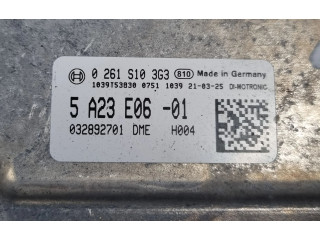 0 261 S10 3G3 810 Made in Germany
1039T53830 0751 1039 21-03-25 DI-MOTRONIC
5 A23 E06 -01
032892701 DME H004